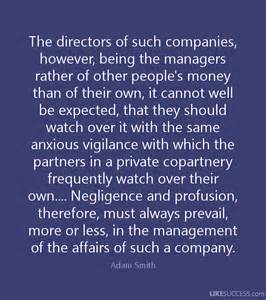 The directors of such companies,
however, being the managers
rather of other people's money
than of their own, it cannot well
be expected, that they should
watch over it with the same
anxious vigilance with which the
partners in a private copartnery
frequently watch over their
own.... Negligence and profusion,
therefore, must always prevail,
more or less, in the management
of the affairs of such a company.
Adam Smith
LIKESUCCESS.com